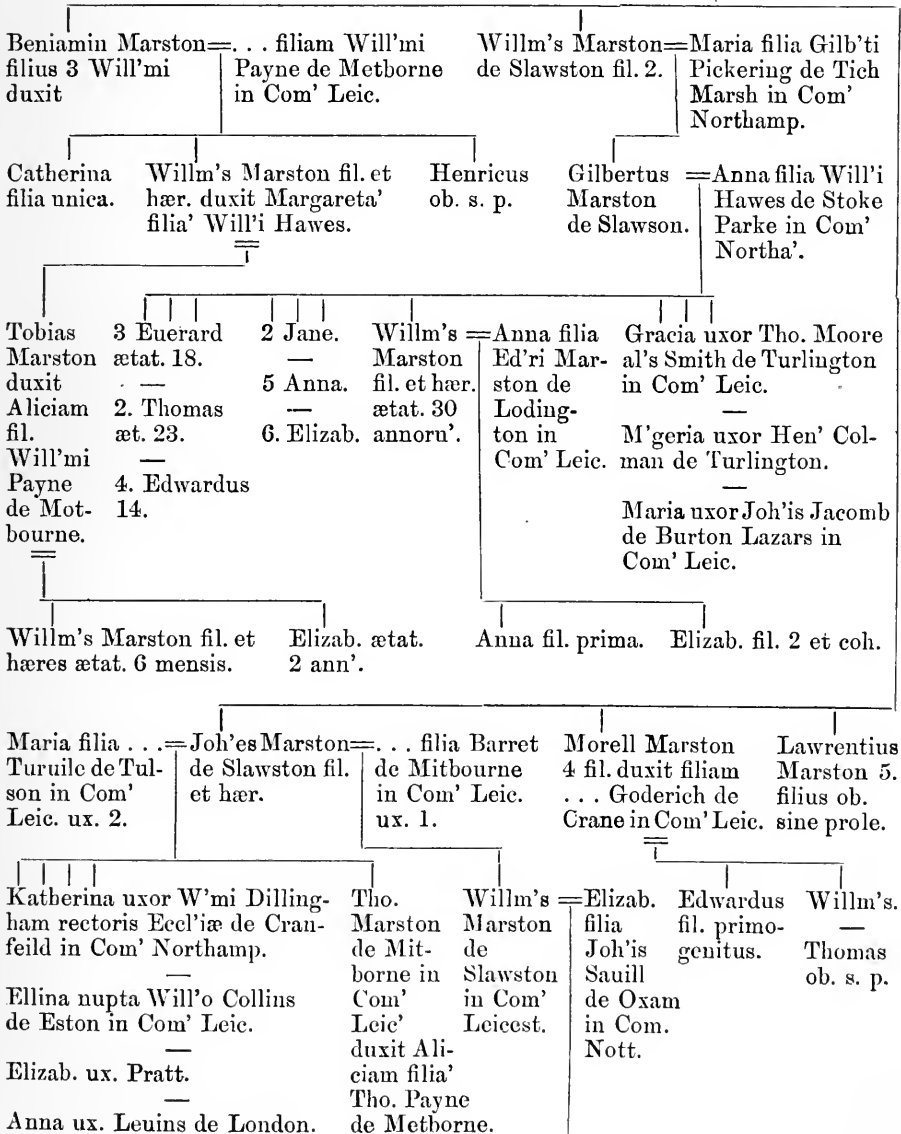 Beniamin Marston=. . . filiam Will'mi
filius 3 Will'mi Payne de Metborne
duxit in Com' Leic.
Willm's Marston=Maria filia Gilb'ti
de Slawston fil. 2. Pickering de Tich
Marsh in Com'
Northamp.
Catherina
filia unica.
Willm's Marston fil. et
hær. duxit Margareta'
filia' Will'i Hawes.
Henricus
ob. s. p.
Gilbertus =Anna filia Will'i
Marston Hawes de Stoke
de Slawson. Parke in Com'
Northa'.
Tobias
Marston
duxit
Aliciam
fil.
Will'mi
Payne
de Mot-
bourne.
3 Euerard
ætat. 18.
—
2. Thomas
æt. 23.
—
4. Edwardus
14.
2 Jane.
—
5 Anna.
—
6. Elizab.
Willm's =Anna filia
Marston Ed'ri Mar-
fil. et hær. ston de
ætat. 30 Loding-
annoru'. ton in
Com' Leic.
Gracia uxor Tho. Moore
al's Smith de Turlington
in Com' Leic.
—
M'geria uxor Hen' Col-
man de Turlington.
—
Maria uxor Joh'is Jacomb
de Burton Lazars in
Com' Leic.
Willm's Marston fil. et
hæres ætat. 6 mensis.
Elizab. ætat.
2 ann'.
Anna fil. prima.
Elizab. fil. 2 et coh.
Maria filia . . .=Joh'es Marston=. . . filia Barret
Turuile de Tul- de Slawston fil. de Mitbourne
son in Com' et hær. in Com' Leic.
Leic. ux. 2. ux. 1.
Morell Marston
4 fil. duxit filiam
. . . Goderich de
Crane in Com' Leic.
Lawrentius
Marston 5.
filius ob.
sine prole.
Katherina uxor W'mi Dilling-
ham rectoris Eccl'iæ de Cran-
feild in Com' Northamp.
—
Ellina nupta Will'o Collins
de Eston in Com' Leic.
—
Elizab. ux. Pratt.
—
Anna ux. Leuins de London.
Tho.
Marston
de Mit-
borne in
Com'
Leic'
duxit Ali-
ciam filia'
Tho. Payne
de Metborne.
Willm's =Elizab.
Marston filia
de Joh'is
Slawston Sauill
in Com' de Oxam
Leicest. in Com.
Nott.
Edwardus
fil. primo-
genitus.
Willm's.
—
Thomas
ob. s. p.